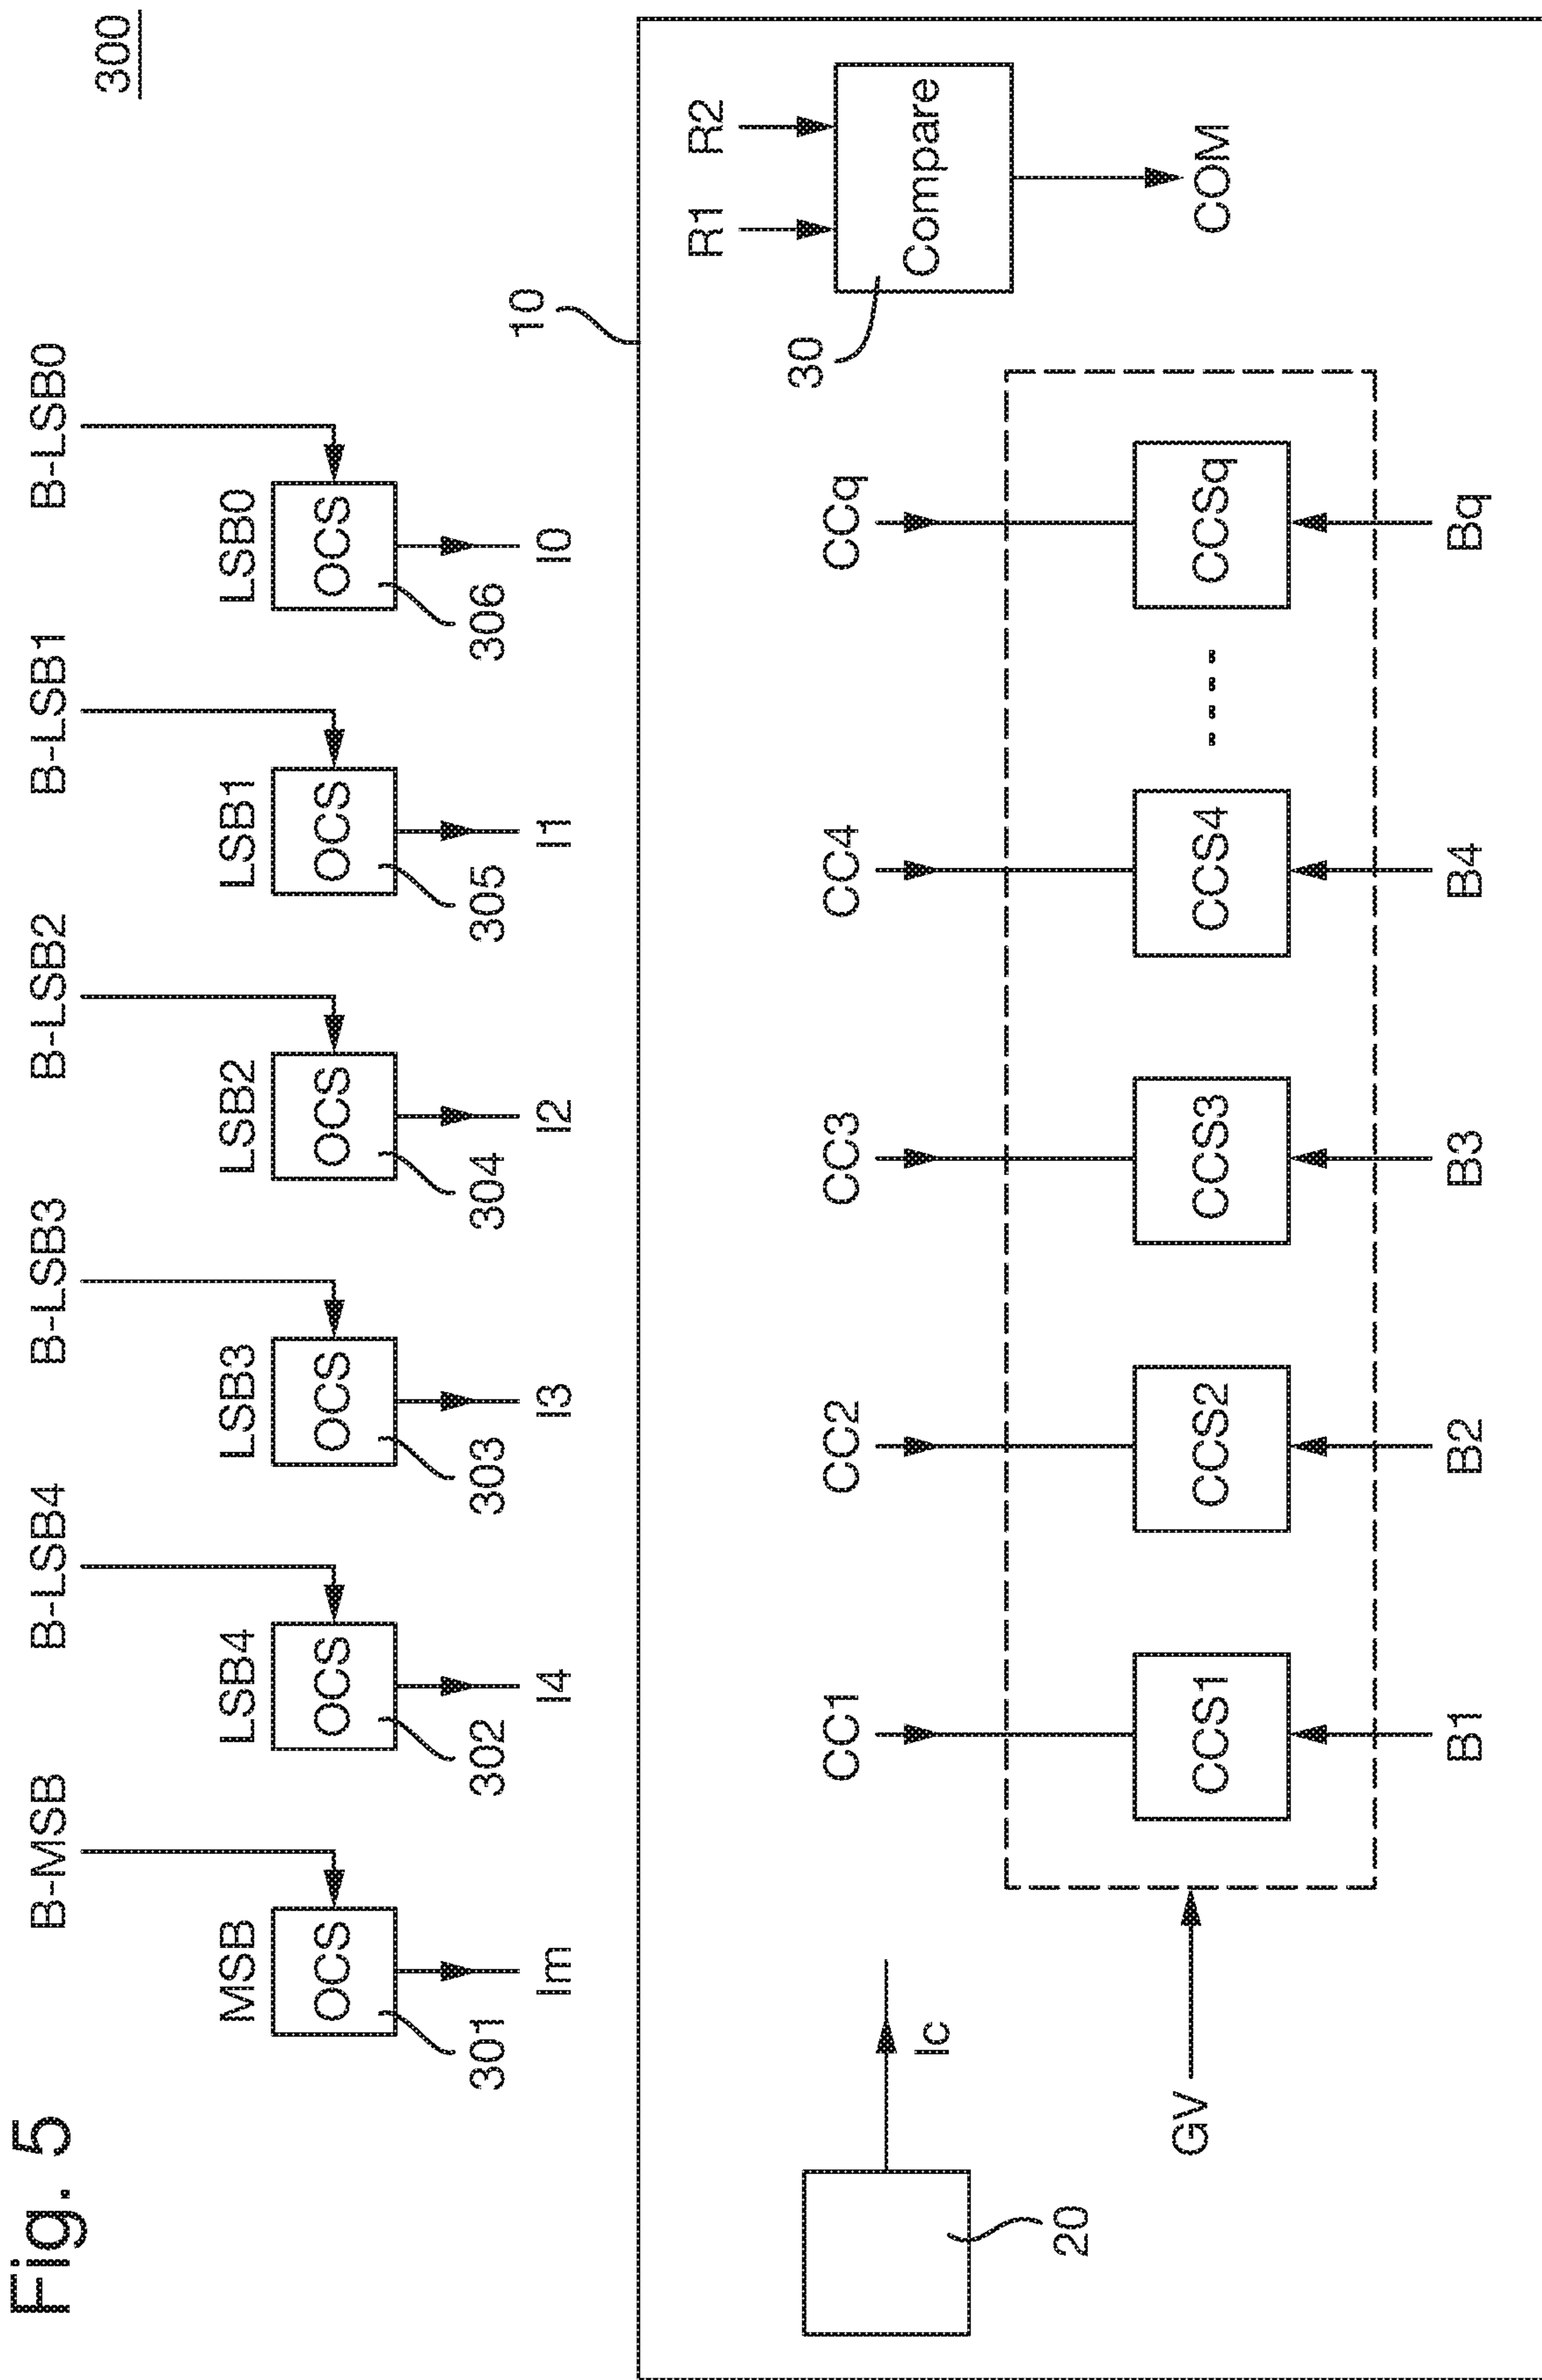 Fig. 5
300
B-MSB B-LSB4 B-LSB3 B-LSB2 B-LSB1 B-LSB0
MSB LSB4 LSB3 LSB2 LSB1 LSB0
OCS OCS OCS OCS OCS OCS
301 302 303 304 305 306
Im I4 I3 I2 I1 I0
10
R1 R2
20
Ic
30
Compare
COM
CC1 CC2 CC3 CC4 CCq
GV
CCS1 CCS2 CCS3 CCS4 CCSq
B1 B2 B3 B4 Bq